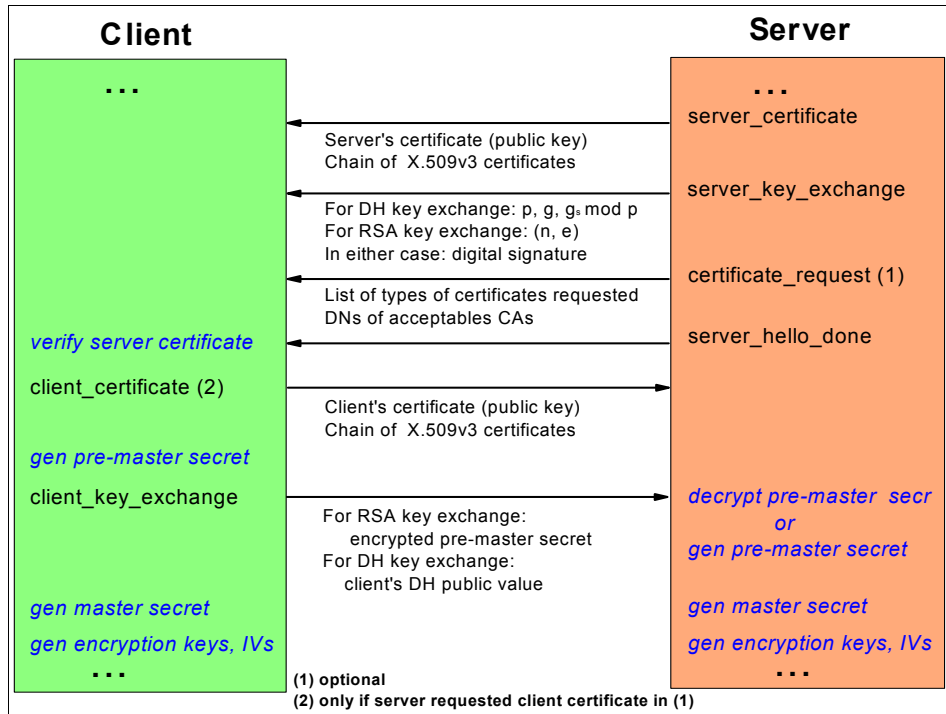 Client
Server
...
...
server_certificate
Server's certificate (public key)
Chain of X.509v3 certificates
server_key_exchange
For DH key exchange: p, g, gs mod p
For RSA key exchange: (n, e)
In either case: digital signature
certificate_request (1)
List of types of certificates requested
DNs of acceptables CAs
verify server certificate
server_hello_done
client_certificate (2)
Client's certificate (public key)
Chain of X.509v3 certificates
gen pre-master secret
client_key_exchange
For RSA key exchange:
encrypted pre-master secret
For DH key exchange:
client's DH public value
decrypt pre-master secr
or
gen pre-master secret
gen master secret
gen master secret
gen encryption keys, IVs
gen encryption keys, IVs
...
...
(1) optional
(2) only if server requested client certificate in (1)